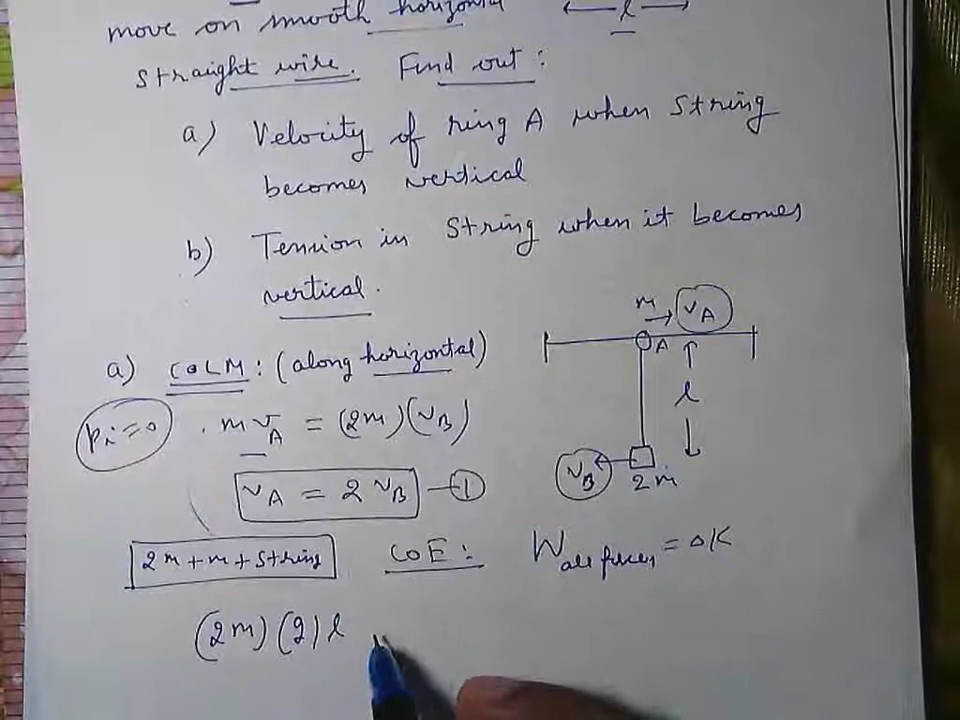 move on smooth horizontal
← l →
straight wire. Find out :
a) Velocity of ring A when string
becomes vertical
b) Tension in string when it becomes
vertical.
m → vA
A
l
vB
2m
a) COLM : (along horizontal)
pi = 0 . m vA = (2m)(vB)
vA = 2 vB — ①
2m + m + string COE : Wall forces = ΔK
(2m)(g) l